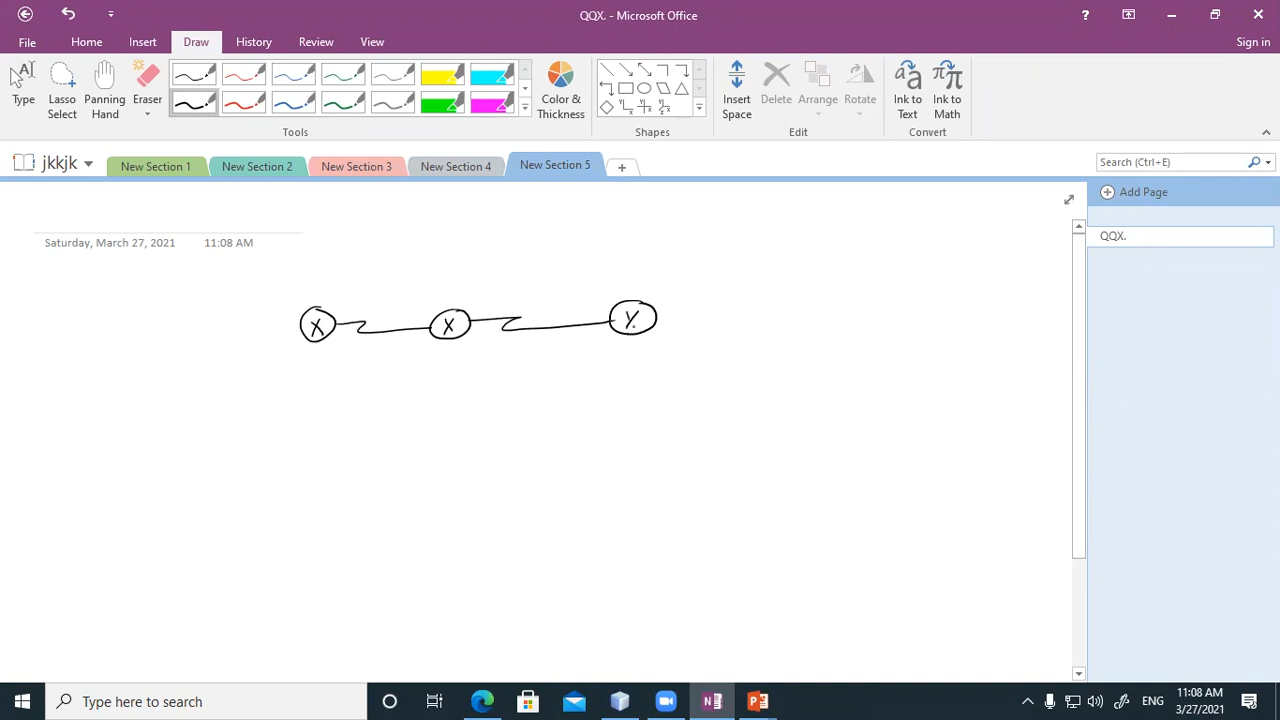 QQX. - Microsoft Office
?
File Home Insert Draw History Review View Sign in
Type
Lasso Select
Panning Hand
Eraser
Color & Thickness
Insert Space
Delete
Arrange
Rotate
Ink to Text
Ink to Math
Tools Shapes Edit Convert
jkkjk New Section 1 New Section 2 New Section 3 New Section 4 New Section 5 + Search (Ctrl+E)
Add Page
QQX.
Saturday, March 27, 2021 11:08 AM
X X Y
Type here to search
ENG
11:08 AM
3/27/2021